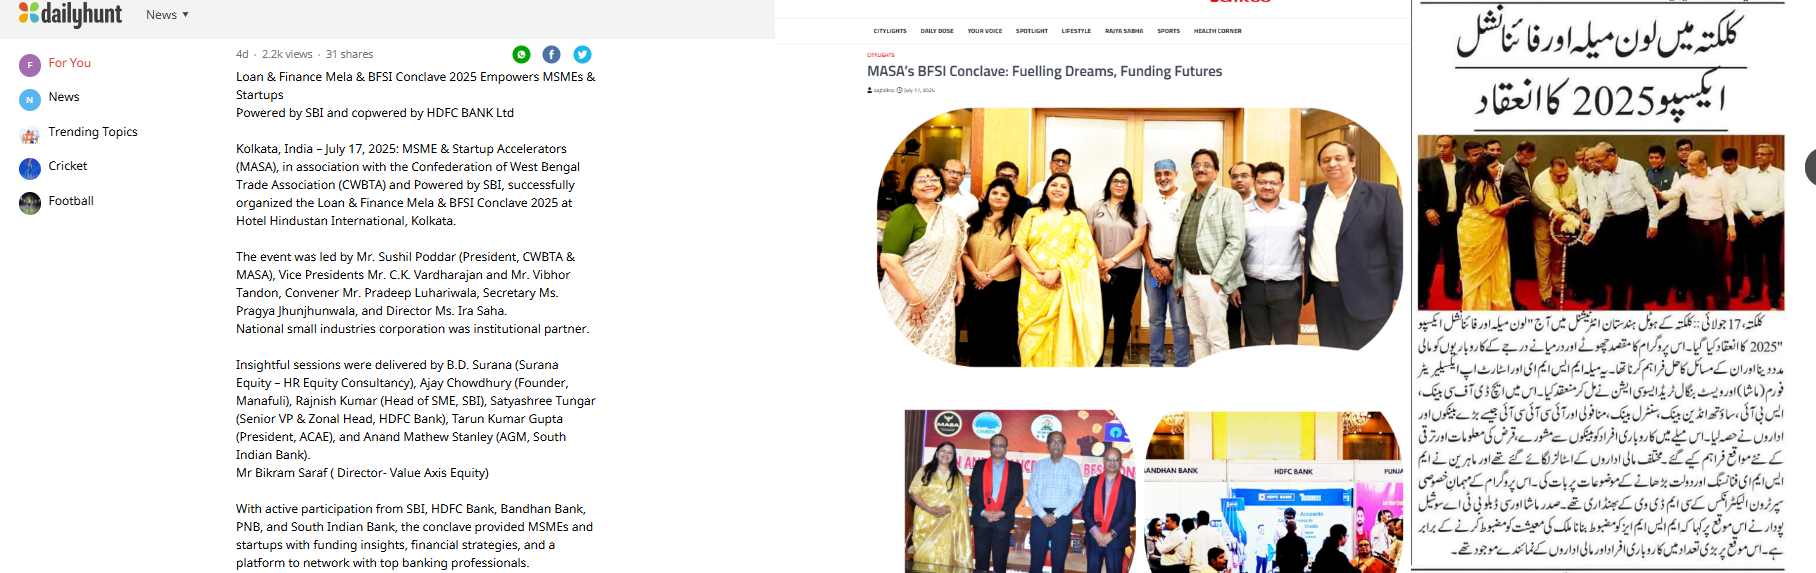 dailyhunt
News ▼
F
For You
N
News
Trending Topics
Cricket
Football
4d · 2.2k views · 31 shares
Loan & Finance Mela & BFSI Conclave 2025 Empowers MSMEs &
Startups
Powered by SBI and copwered by HDFC BANK Ltd
Kolkata, India – July 17, 2025: MSME & Startup Accelerators
(MASA), in association with the Confederation of West Bengal
Trade Association (CWBTA) and Powered by SBI, successfully
organized the Loan & Finance Mela & BFSI Conclave 2025 at
Hotel Hindustan International, Kolkata.
The event was led by Mr. Sushil Poddar (President, CWBTA &
MASA), Vice Presidents Mr. C.K. Vardharajan and Mr. Vibhor
Tandon, Convener Mr. Pradeep Luhariwala, Secretary Ms.
Pragya Jhunjhunwala, and Director Ms. Ira Saha.
National small industries corporation was institutional partner.
Insightful sessions were delivered by B.D. Surana (Surana
Equity – HR Equity Consultancy), Ajay Chowdhury (Founder,
Manafuli), Rajnish Kumar (Head of SME, SBI), Satyashree Tungar
(Senior VP & Zonal Head, HDFC Bank), Tarun Kumar Gupta
(President, ACAE), and Anand Mathew Stanley (AGM, South
Indian Bank).
Mr Bikram Saraf ( Director- Value Axis Equity)
With active participation from SBI, HDFC Bank, Bandhan Bank,
PNB, and South Indian Bank, the conclave provided MSMEs and
startups with funding insights, financial strategies, and a
platform to network with top banking professionals.
CITYLIGHTS DAILY DOSE YOUR VOICE SPOTLIGHT LIFESTYLE RAJYA SABHA SPORTS HEALTH CORNER
CITYLIGHTS
MASA's BFSI Conclave: Fuelling Dreams, Funding Futures
aajtalkss July 17, 2025
MASA
CWBTA
ANDHAN BANK
HDFC BANK
PUNJA
HDFC BANK
BUSINESS
Accounts
کلکتہ میں لون میلہ اور فائنانشل
ایکسپو 2025 کا انعقاد
کلکتہ، 17 جولائی :: کلکتہ کے ہوٹل ہندستان انٹرنیشنل میں آج "لون میلہ اور فائنانشل ایکسپو
2025" کا انعقاد کیا گیا۔ اس پروگرام کا مقصد چھوٹے اور درمیانے درجے کے کاروباریوں کو مالی
مدد دینا اور ان کے مسائل کا حل فراہم کرنا تھا۔ یہ میلہ ایم ایس ایم ای اور اسٹارٹ اپ ایکسیلیریٹر
فورم (ماشا) اور ویسٹ بنگال ٹریڈ ایسوسی ایشن نے مل کر منعقد کیا۔ اس میں ایچ ڈی ایف سی بینک،
ایس بی آئی، ساؤتھ انڈین بینک، سنٹرل بینک، منافولی اور آئی سی آئی سی آئی جیسے بڑے بینکوں اور
اداروں نے حصہ لیا۔ اس میلے میں کاروباری افراد کو بینکوں سے مشورے، قرض کی معلومات اور ترقی
کے نئے مواقع فراہم کیے گئے۔ مختلف مالی اداروں کے اسٹالز لگائے گئے تھے اور ماہرین نے ایم
ایس ایم ای فنانسنگ اور دولت بڑھانے کے موضوعات پر بات کی۔ اس پروگرام کے مہمان خصوصی
سپرٹرون الیکٹرانکس کے سی ایم ڈی وی کے بھنڈاری تھے۔ صدر ماشا اور سی ڈبلیو بی ٹی اے سوشیل
پودار نے اس موقع پر کہا کہ ایم ایس ایم ایز کو مضبوط بنانا ملک کی معیشت کو مضبوط کرنے کے برابر
ہے۔ اس موقع پر بڑی تعداد میں کاروباری افراد اور مالی اداروں کے نمائندے موجود تھے۔